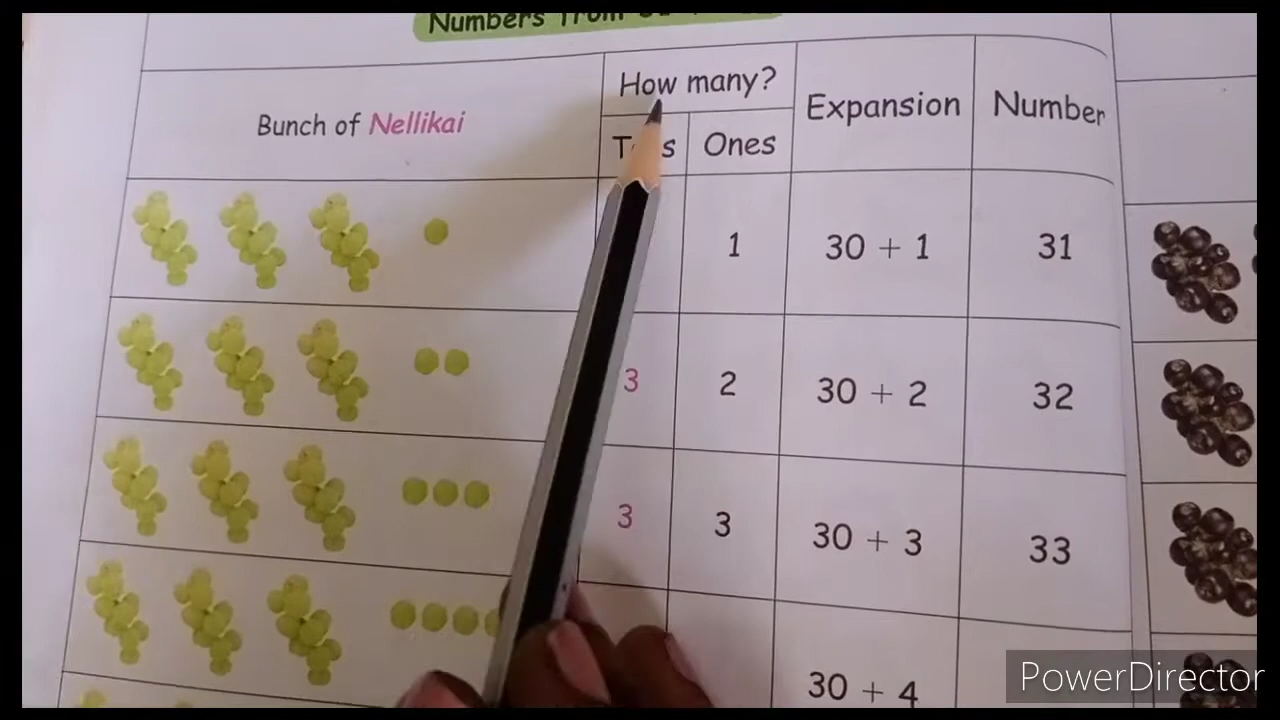 Numbers from
How many?
Bunch of Nellikai
Expansion
Number
Ones
1
30 + 1
31
3
2
30 + 2
32
3
3
30 + 3
33
30 + 4
PowerDirector